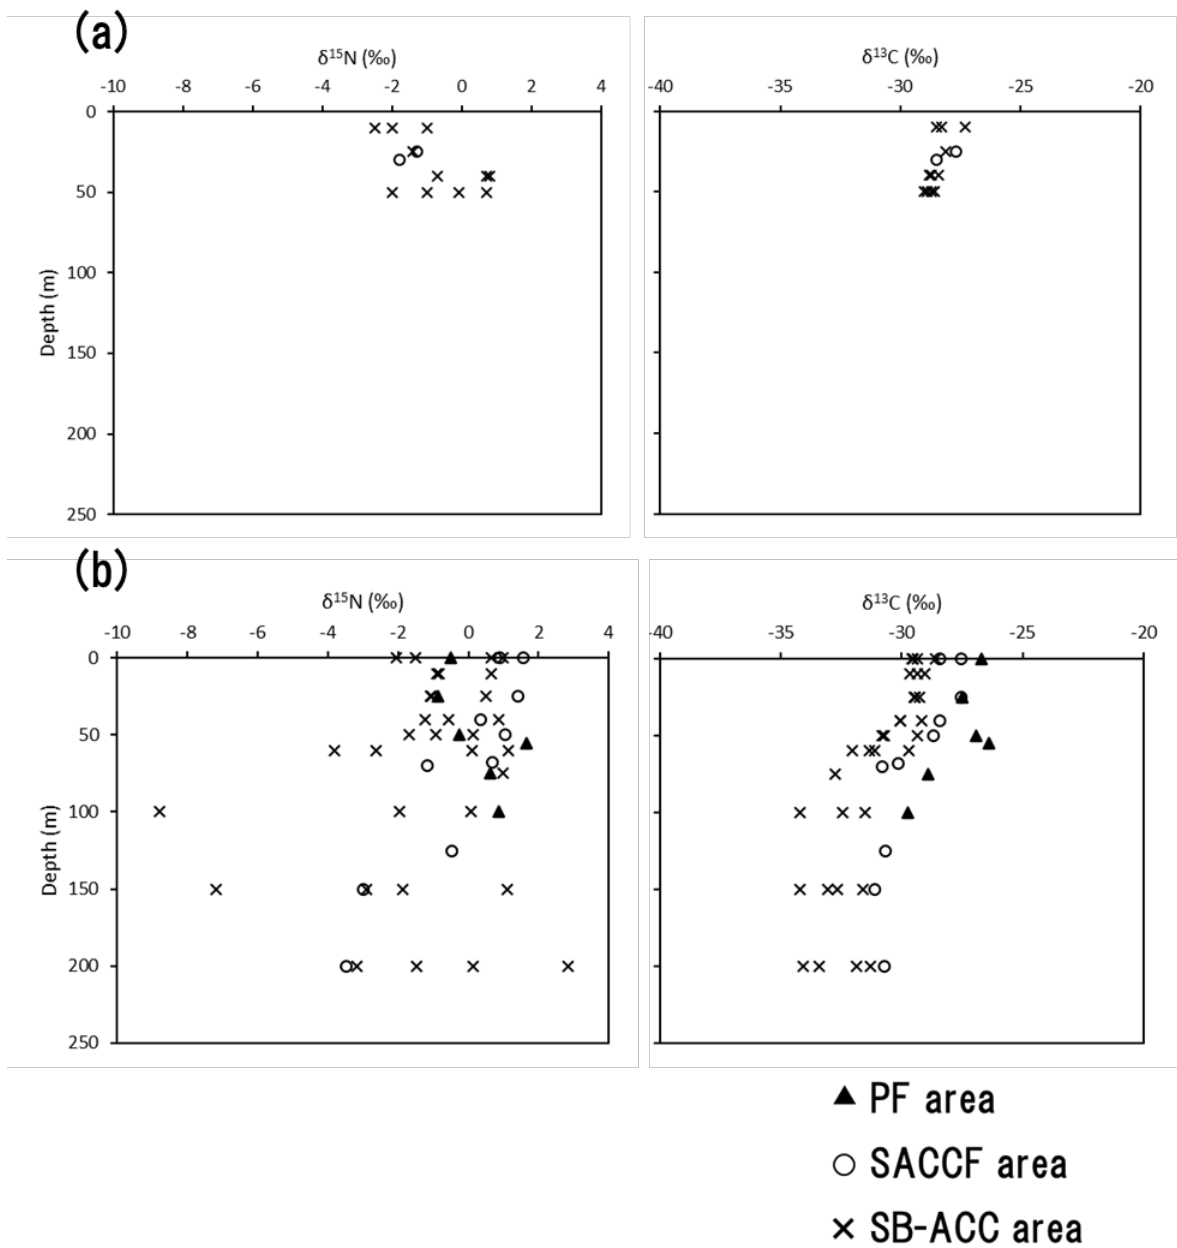 (a)
δ¹⁵N (‰)
-10 -8 -6 -4 -2 0 2 4
0
50
100
150
200
250
Depth (m)
δ¹³C (‰)
-40 -35 -30 -25 -20
(b)
δ¹⁵N (‰)
-10 -8 -6 -4 -2 0 2 4
0
50
100
150
200
250
Depth (m)
δ¹³C (‰)
-40 -35 -30 -25 -20
PF area
SACCF area
SB-ACC area